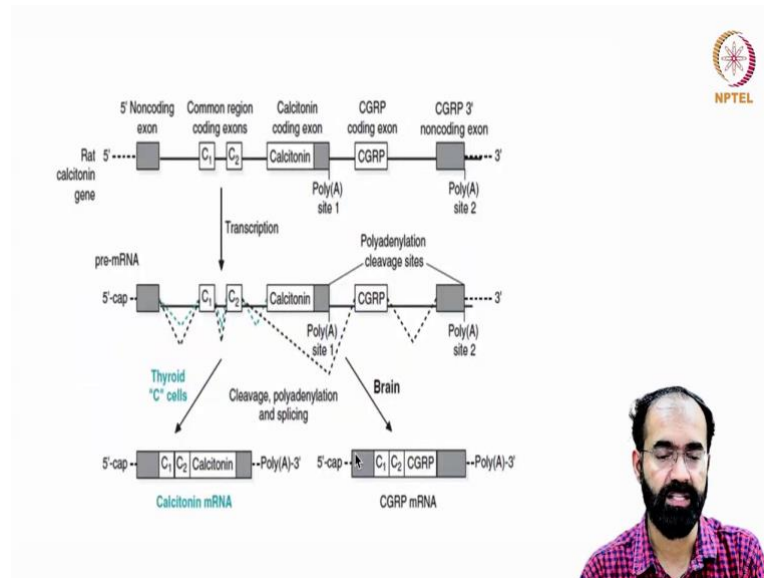 NPTEL
5' Noncoding
exon
Common region
coding exons
Calcitonin
coding exon
CGRP
coding exon
CGRP 3'
noncoding exon
Rat
calcitonin
gene
5'
C1
C2
Calcitonin
CGRP
3'
Poly(A)
site 1
Poly(A)
site 2
Transcription
Polyadenylation
cleavage sites
pre-mRNA
5'-cap
C1
C2
Calcitonin
CGRP
3'
Poly(A)
site 1
Poly(A)
site 2
Thyroid
"C" cells
Cleavage, polyadenylation
and splicing
Brain
5'-cap
C1
C2
Calcitonin
Poly(A)-3'
5'-cap
C1
C2
CGRP
Poly(A)-3'
Calcitonin mRNA
CGRP mRNA